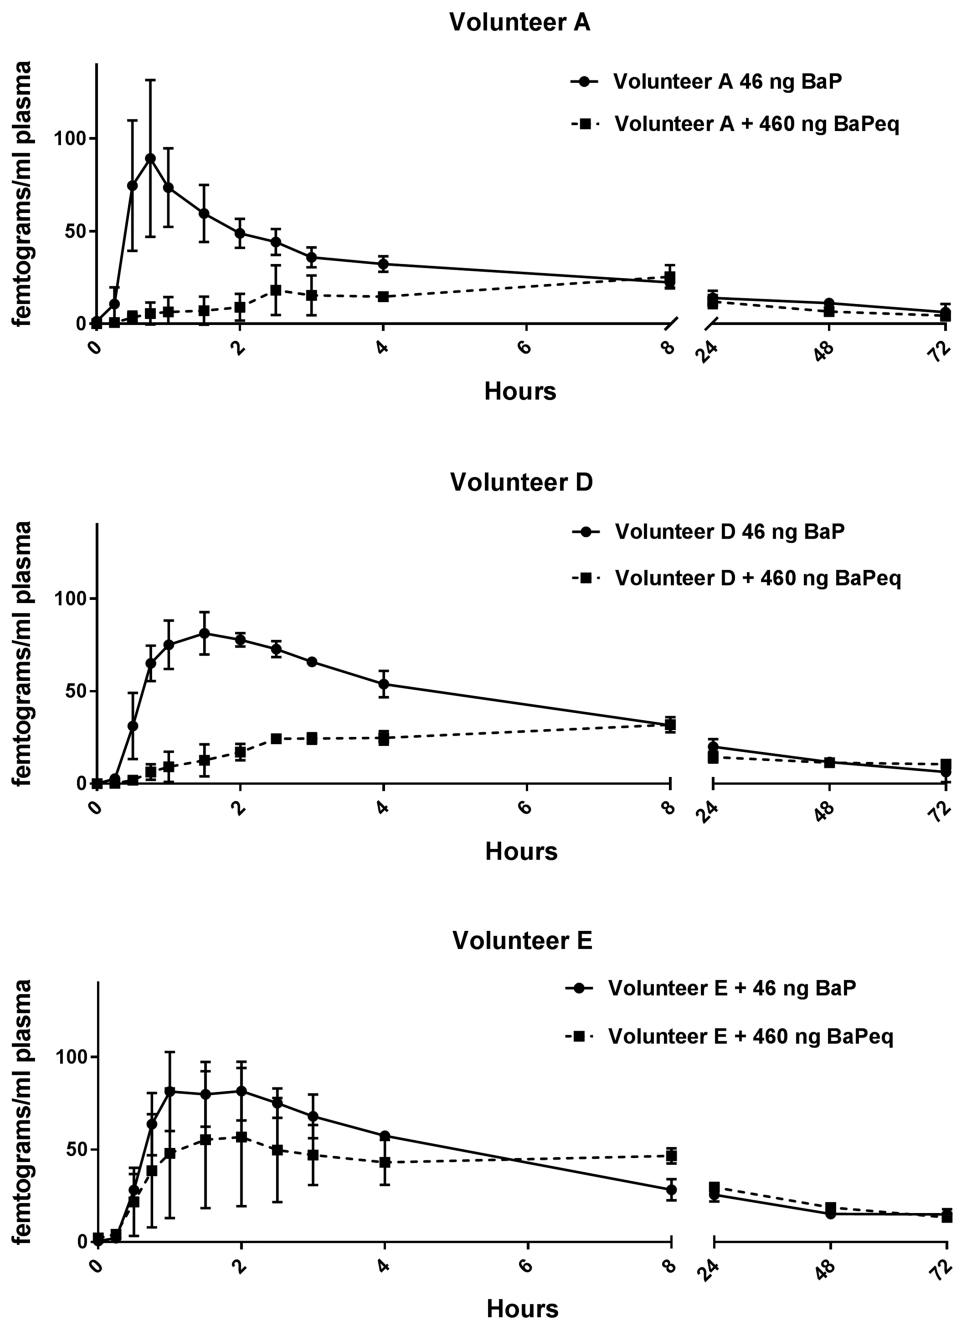 Volunteer A
femtograms/ml plasma
100
50
0
Volunteer A 46 ng BaP
Volunteer A + 460 ng BaPeq
0 2 4 6 8 24 48 72
Hours
Volunteer D
femtograms/ml plasma
100
50
0
Volunteer D 46 ng BaP
Volunteer D + 460 ng BaPeq
0 2 4 6 8 24 48 72
Hours
Volunteer E
femtograms/ml plasma
100
50
0
Volunteer E + 46 ng BaP
Volunteer E + 460 ng BaPeq
0 2 4 6 8 24 48 72
Hours